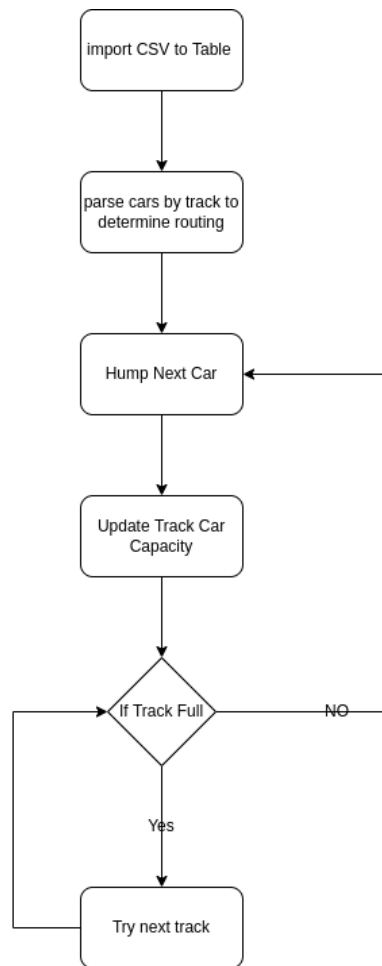 import CSV to Table
parse cars by track to
determine routing
Hump Next Car
Update Track Car
Capacity
If Track Full
NO
Yes
Try next track